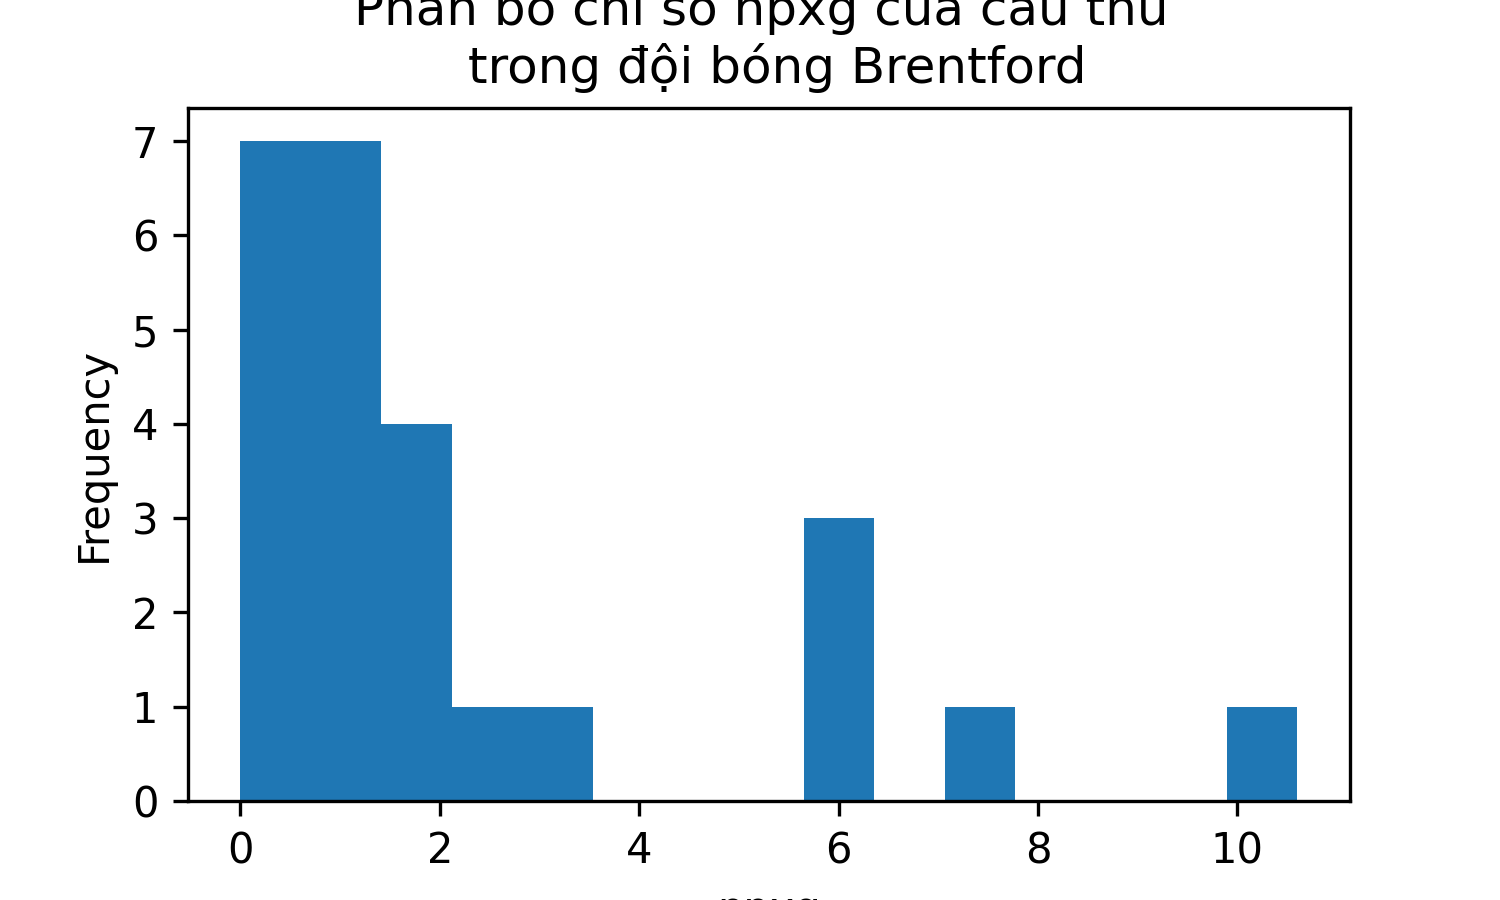 Phân bố chỉ số npxg của cầu thủ
trong đội bóng Brentford
7
6
5
4
3
2
1
0
Frequency
0 2 4 6 8 10
npxg